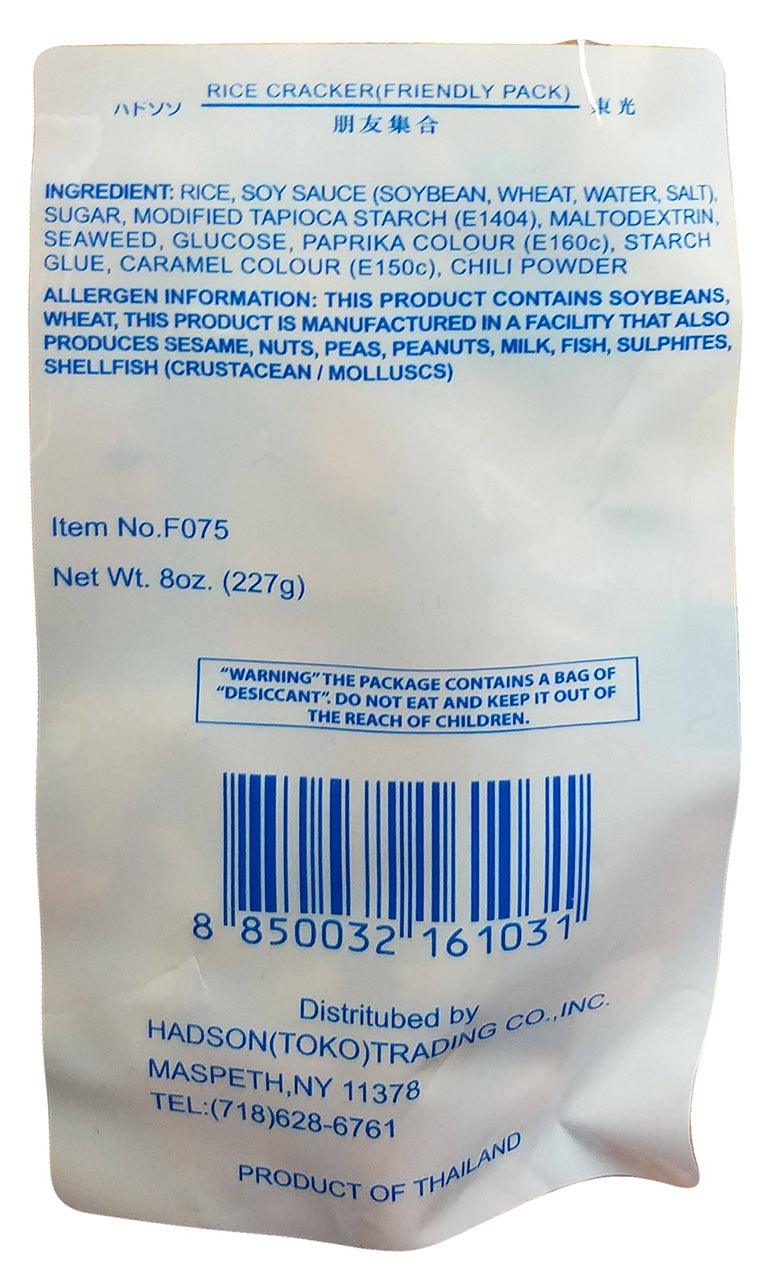 RICE CRACKER(FRIENDLY PACK)
ハドソン 東光
朋友集合
INGREDIENT: RICE, SOY SAUCE (SOYBEAN, WHEAT, WATER, SALT),
SUGAR, MODIFIED TAPIOCA STARCH (E1404), MALTODEXTRIN,
SEAWEED, GLUCOSE, PAPRIKA COLOUR (E160c), STARCH
GLUE, CARAMEL COLOUR (E150c), CHILI POWDER
ALLERGEN INFORMATION: THIS PRODUCT CONTAINS SOYBEANS,
WHEAT, THIS PRODUCT IS MANUFACTURED IN A FACILITY THAT ALSO
PRODUCES SESAME, NUTS, PEAS, PEANUTS, MILK, FISH, SULPHITES,
SHELLFISH (CRUSTACEAN / MOLLUSCS)
Item No.F075
Net Wt. 8oz. (227g)
“WARNING” THE PACKAGE CONTAINS A BAG OF
“DESICCANT”. DO NOT EAT AND KEEP IT OUT OF
THE REACH OF CHILDREN.
8 850032 161031
Distritubed by
HADSON(TOKO)TRADING CO.,INC.
MASPETH,NY 11378
TEL:(718)628-6761
PRODUCT OF THAILAND